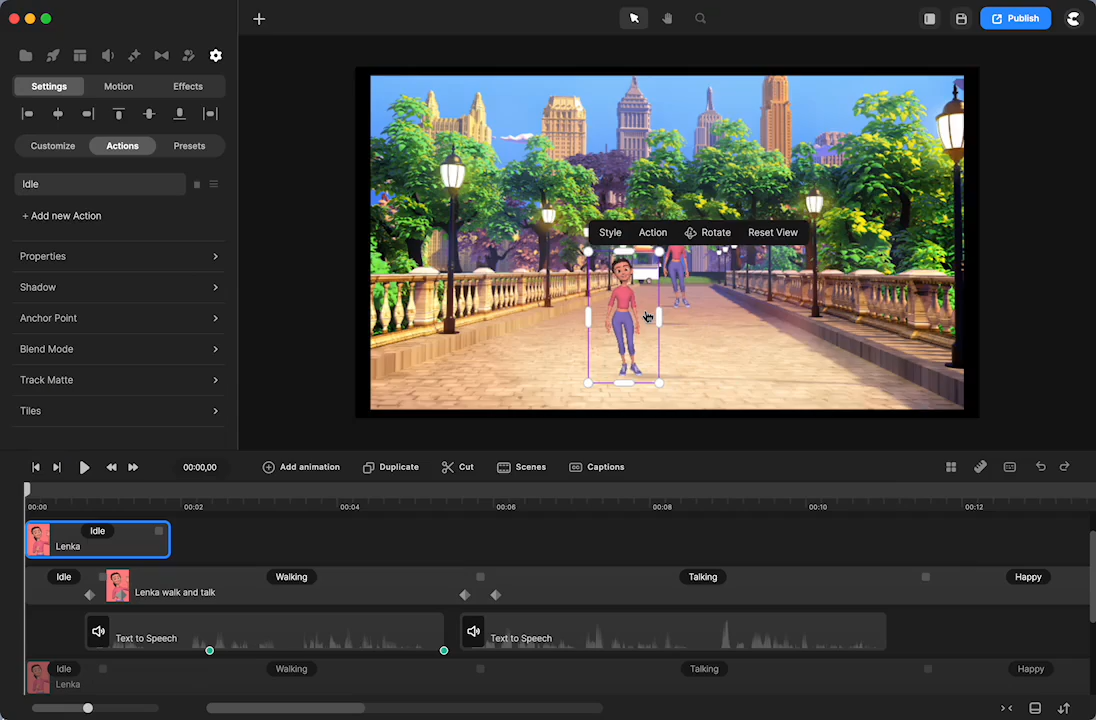 Publish
Settings Motion Effects
Customize Actions Presets
Idle
+ Add new Action
Properties
Shadow
Anchor Point
Blend Mode
Track Matte
Tiles
Style Action Rotate Reset View
00:00,00 Add animation Duplicate Cut Scenes Captions
00:00 00:02 00:04 00:06 00:08 00:10 00:12
Idle
Lenka
Idle Walking Talking Happy
Lenka walk and talk
Text to Speech Text to Speech
Idle Walking Talking Happy
Lenka